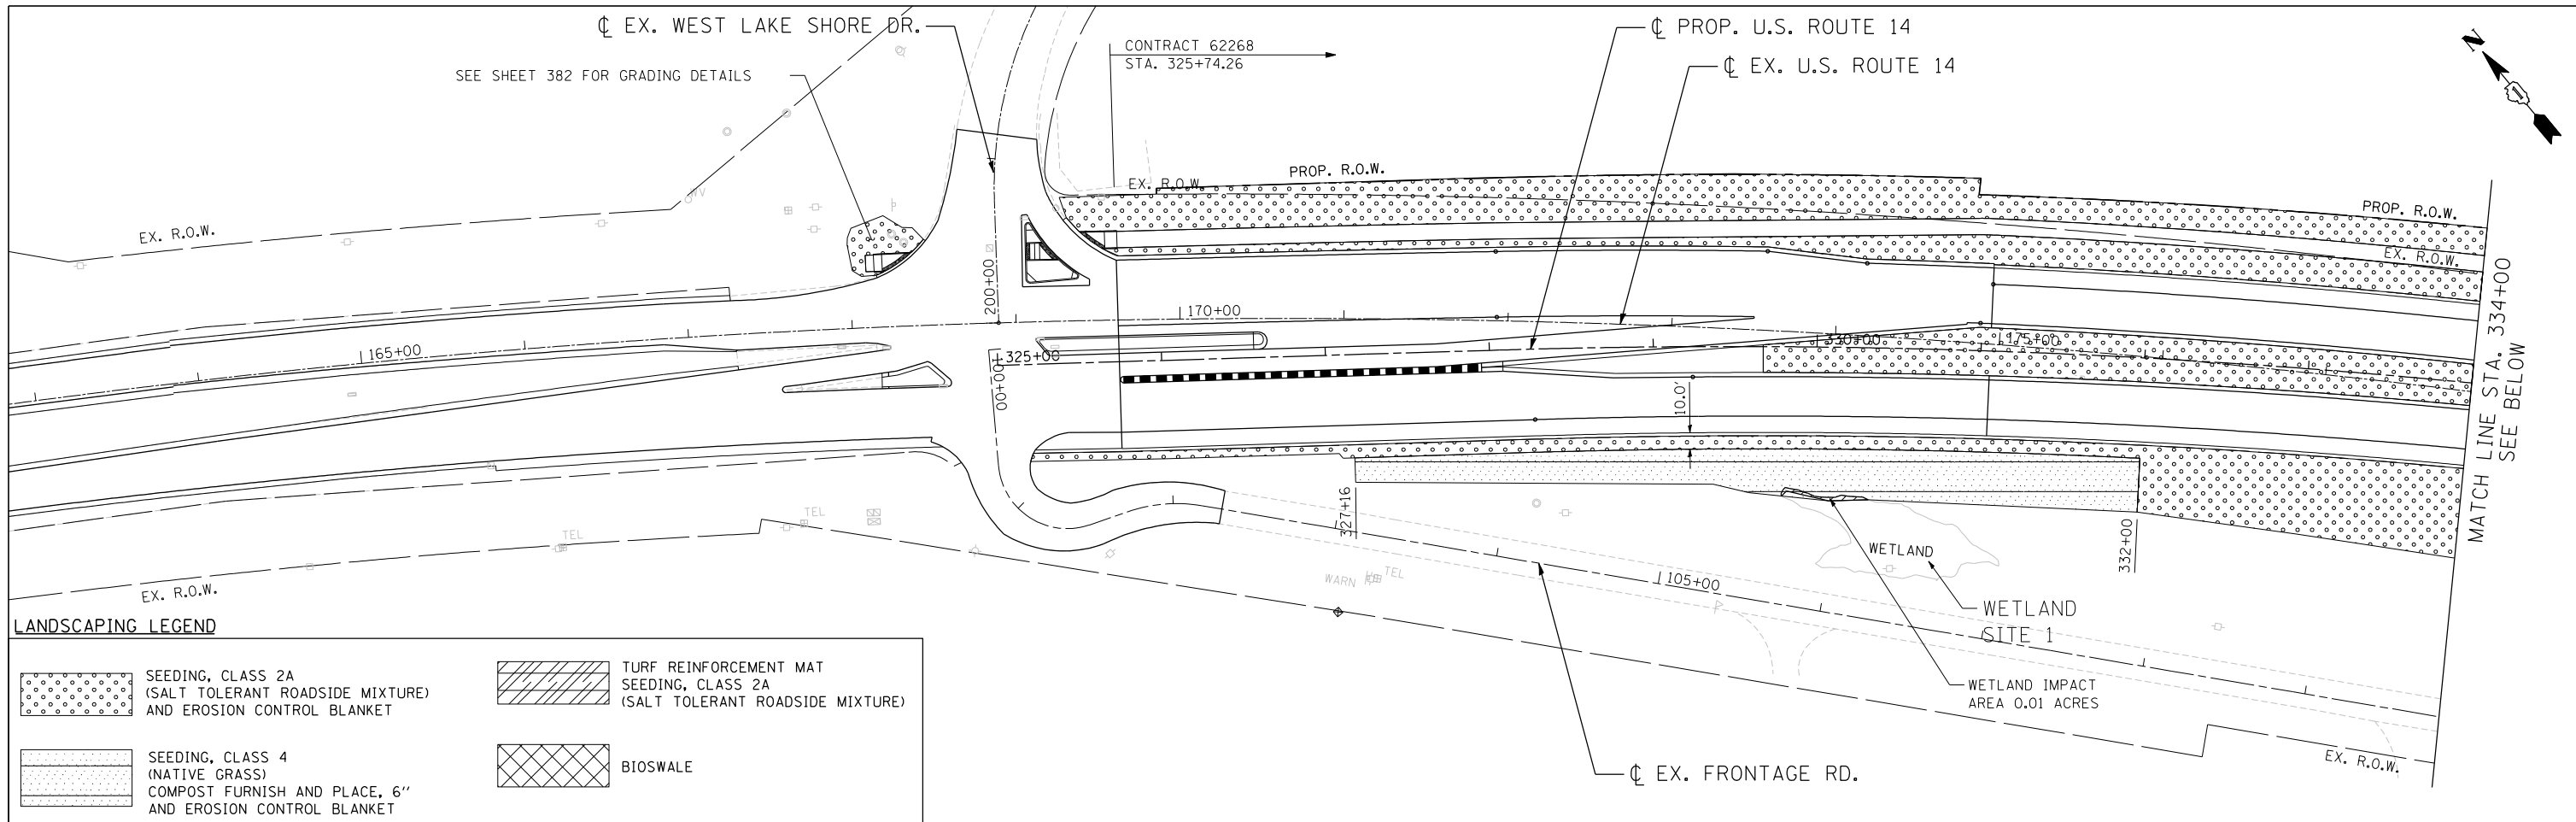 ℄ EX. WEST LAKE SHORE DR.
SEE SHEET 382 FOR GRADING DETAILS
CONTRACT 62268
STA. 325+74.26
℄ PROP. U.S. ROUTE 14
℄ EX. U.S. ROUTE 14
N
EX. R.O.W.
WV
EX. R.O.W.
PROP. R.O.W.
PROP. R.O.W.
EX. R.O.W.
200+00
170+00
165+00
325+00
00+00
330+00
175+00
10.0'
MATCH LINE STA. 334+00
SEE BELOW
327+16
332+00
TEL
TEL
TEL
WARN
105+00
WETLAND
WETLAND
SITE 1
WETLAND IMPACT
AREA 0.01 ACRES
EX. R.O.W.
℄ EX. FRONTAGE RD.
EX. R.O.W.
LANDSCAPING LEGEND
SEEDING, CLASS 2A
(SALT TOLERANT ROADSIDE MIXTURE)
AND EROSION CONTROL BLANKET
TURF REINFORCEMENT MAT
SEEDING, CLASS 2A
(SALT TOLERANT ROADSIDE MIXTURE)
SEEDING, CLASS 4
(NATIVE GRASS)
COMPOST FURNISH AND PLACE, 6''
AND EROSION CONTROL BLANKET
BIOSWALE